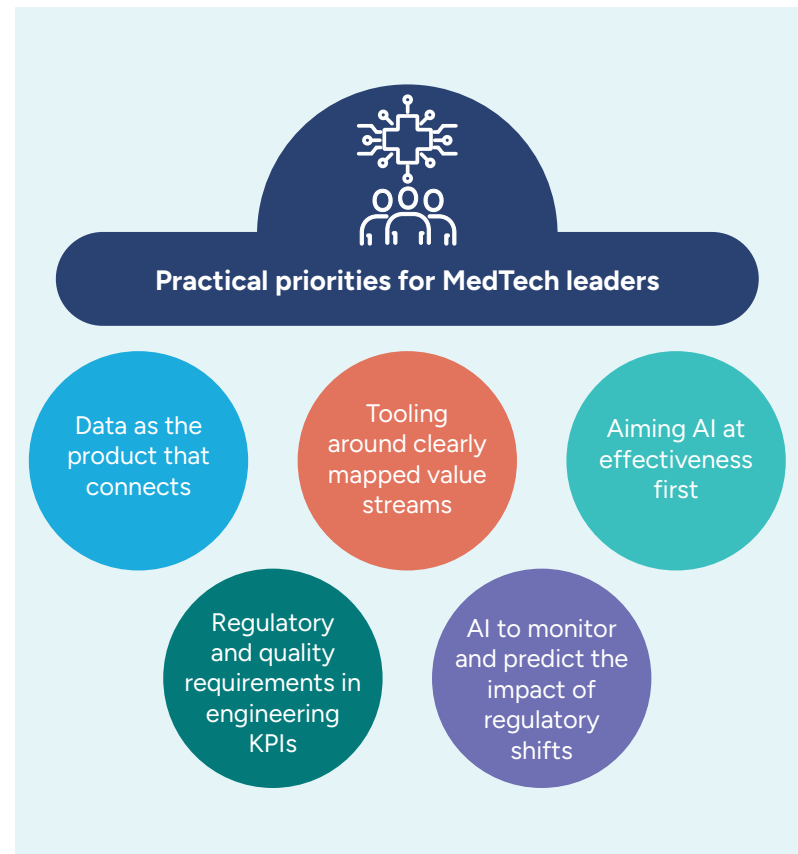 Practical priorities for MedTech leaders
Data as the
product that
connects
Tooling
around clearly
mapped value
streams
Aiming AI at
effectiveness
first
Regulatory
and quality
requirements in
engineering
KPIs
AI to monitor
and predict the
impact of
regulatory
shifts